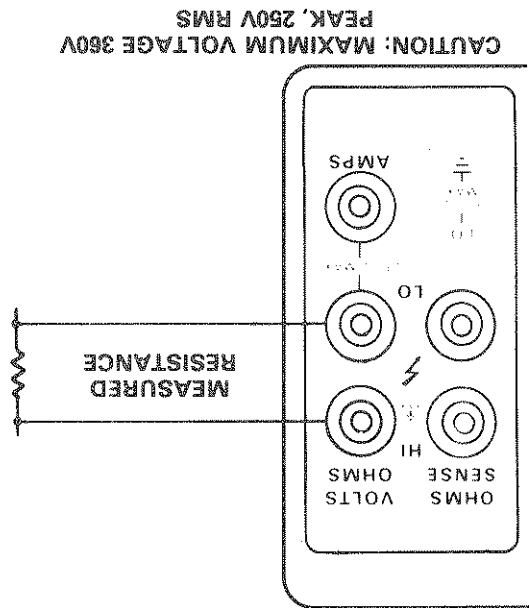 OHMS
SENSE
VOLTS
OHMS
HI
MEASURED
RESISTANCE
LO
AMPS
CAUTION: MAXIMUM VOLTAGE 360V
PEAK, 250V RMS